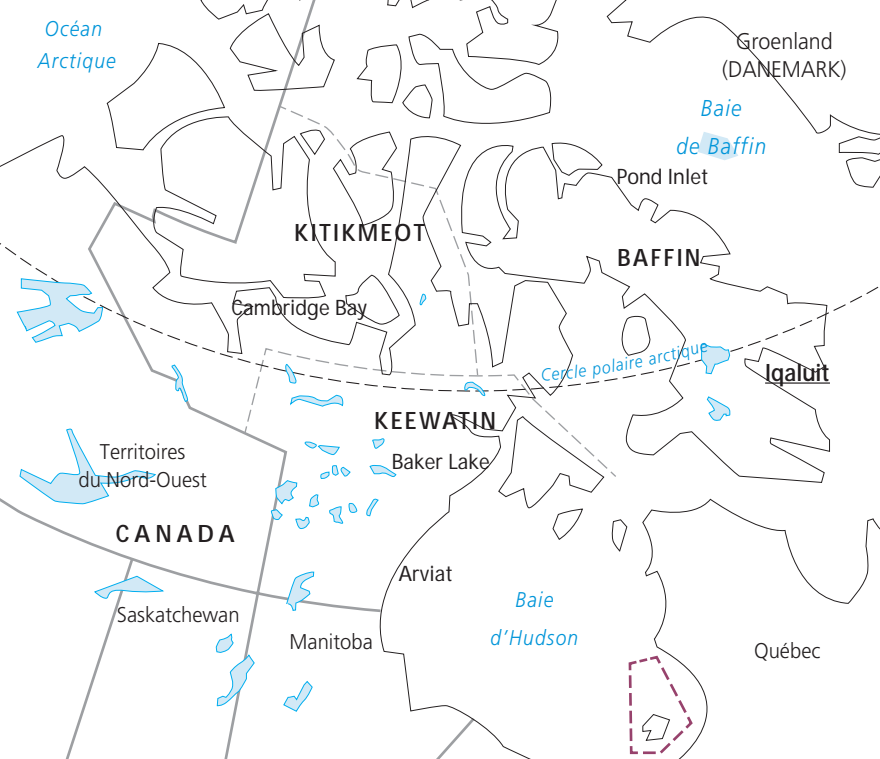 Océan
Arctique
Groenland
(DANEMARK)
Baie
de Baffin
Pond Inlet
KITIKMEOT
BAFFIN
Cambridge Bay
Cercle polaire arctique
Iqaluit
KEEWATIN
Territoires
du Nord-Ouest
Baker Lake
CANADA
Arviat
Baie
d'Hudson
Saskatchewan
Manitoba
Québec